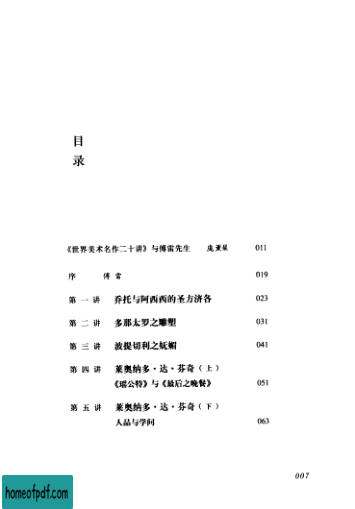 目
录
《世界美术名作二十讲》与傅雷先生 庞薰琹 011
序 傅雷 019
第一讲 乔托与阿西西的圣方济各 023
第二讲 多那太罗之雕塑 031
第三讲 波提切利之妩媚 041
第四讲 莱奥纳多·达·芬奇（上）
《瑶公特》与《最后之晚餐》 051
第五讲 莱奥纳多·达·芬奇（下）
人品与学问 063
007
homeofpdf.com